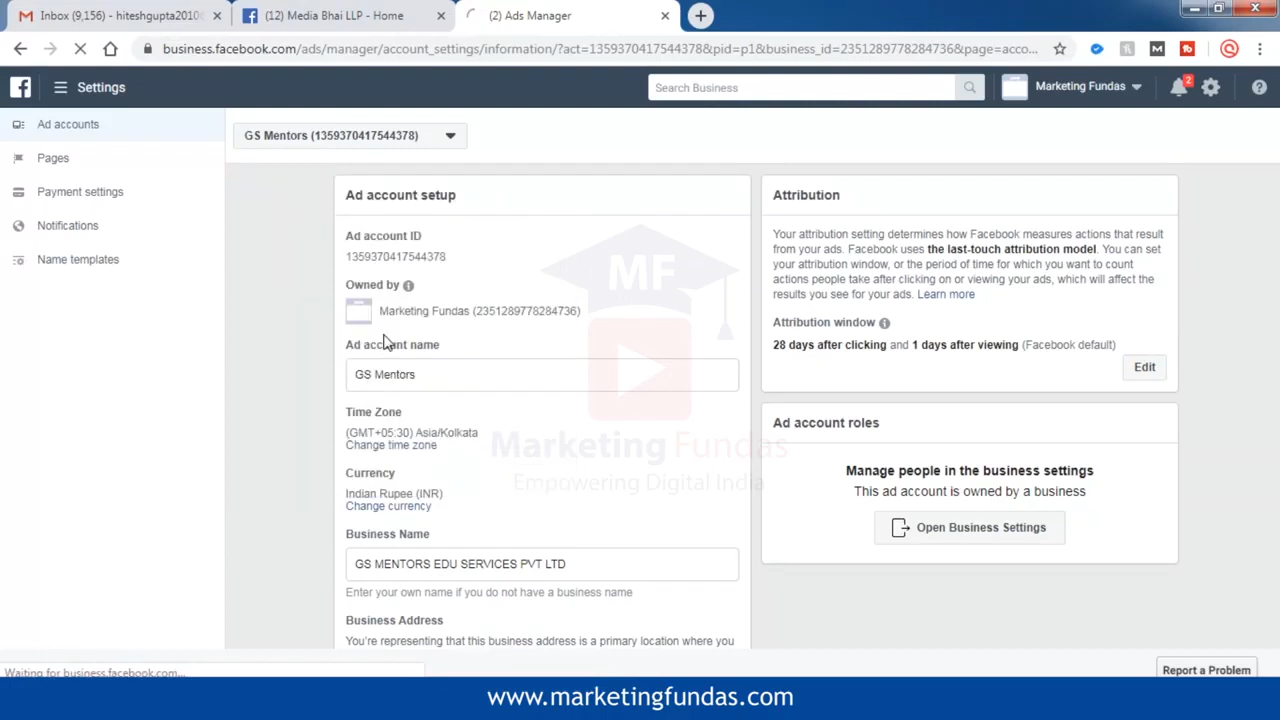 Inbox (9,156) - hiteshgupta2010
(12) Media Bhai LLP - Home
(2) Ads Manager
business.facebook.com/ads/manager/account_settings/information/?act=1359370417544378&pid=p1&business_id=2351289778284736&page=acco...
Settings
Search Business
Marketing Fundas
2
Ad accounts
Pages
Payment settings
Notifications
Name templates
GS Mentors (1359370417544378)
Ad account setup
Ad account ID
1359370417544378
Owned by
Marketing Fundas (2351289778284736)
Ad account name
GS Mentors
Time Zone
(GMT+05:30) Asia/Kolkata
Change time zone
Currency
Indian Rupee (INR)
Change currency
Business Name
GS MENTORS EDU SERVICES PVT LTD
Enter your own name if you do not have a business name
Business Address
You're representing that this business address is a primary location where you
Attribution
Your attribution setting determines how Facebook measures actions that result
from your ads. Facebook uses the last-touch attribution model. You can set
your attribution window, or the period of time for which you want to count
actions people take after clicking on or viewing your ads, which will affect the
results you see for your ads. Learn more
Attribution window
28 days after clicking and 1 days after viewing (Facebook default)
Edit
Ad account roles
Manage people in the business settings
This ad account is owned by a business
Open Business Settings
MF
Marketing Fundas
Empowering Digital India
Waiting for business.facebook.com...
Report a Problem
www.marketingfundas.com